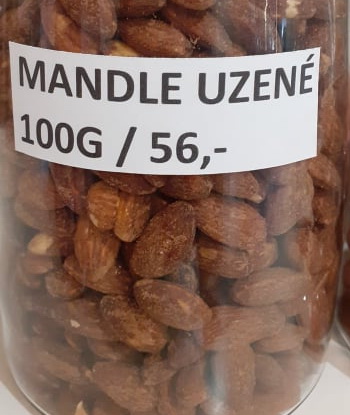 MANDLE UZENÉ
100G / 56,-